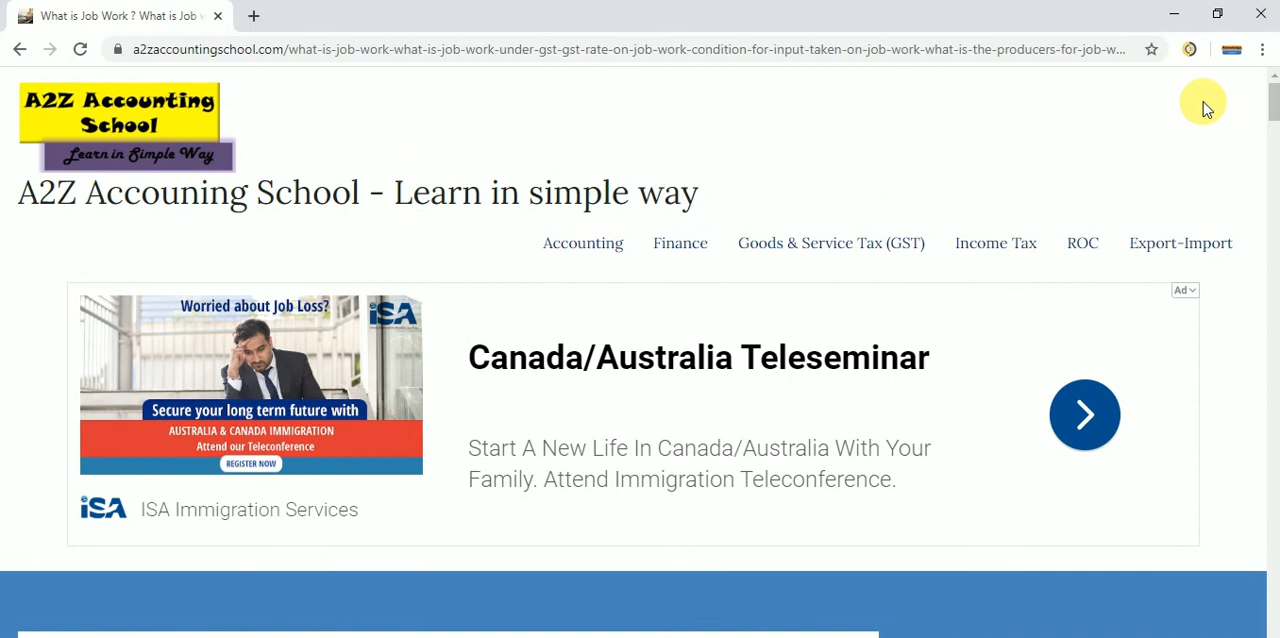 What is Job Work ? What is Job
a2zaccountingschool.com/what-is-job-work-what-is-job-work-under-gst-gst-rate-on-job-work-condition-for-input-taken-on-job-work-what-is-the-producers-for-job-w...
A2Z Accounting
School
Learn in Simple Way
A2Z Accouning School - Learn in simple way
Accounting Finance Goods & Service Tax (GST) Income Tax ROC Export-Import
Ad
Worried about Job Loss?
iSA
Secure your long term future with
AUSTRALIA & CANADA IMMIGRATION
Attend our Teleconference
REGISTER NOW
iSA ISA Immigration Services
Canada/Australia Teleseminar
Start A New Life In Canada/Australia With Your
Family. Attend Immigration Teleconference.